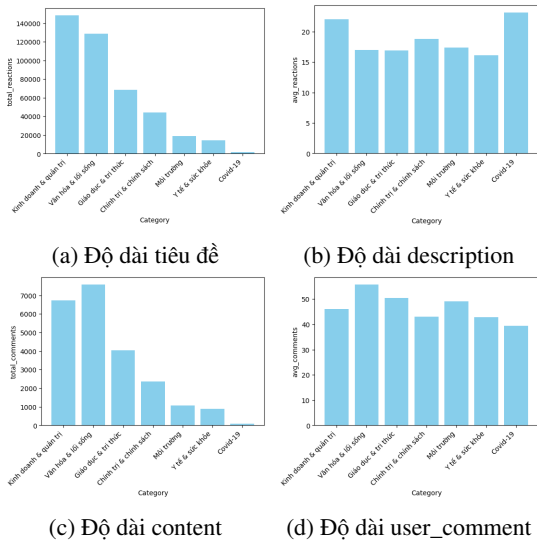 140000
120000
100000
80000
60000
40000
20000
0
total_reactions
Kinh doanh & quản trị
Văn hóa & lối sống
Giáo dục & tri thức
Chính trị & chính sách
Môi trường
Y tế & sức khỏe
Covid-19
Category
(a) Độ dài tiêu đề
20
15
10
5
0
avg_reactions
Kinh doanh & quản trị
Văn hóa & lối sống
Giáo dục & tri thức
Chính trị & chính sách
Môi trường
Y tế & sức khỏe
Covid-19
Category
(b) Độ dài description
7000
6000
5000
4000
3000
2000
1000
0
total_comments
Kinh doanh & quản trị
Văn hóa & lối sống
Giáo dục & tri thức
Chính trị & chính sách
Môi trường
Y tế & sức khỏe
Covid-19
Category
(c) Độ dài content
50
40
30
20
10
0
avg_comments
Kinh doanh & quản trị
Văn hóa & lối sống
Giáo dục & tri thức
Chính trị & chính sách
Môi trường
Y tế & sức khỏe
Covid-19
Category
(d) Độ dài user_comment